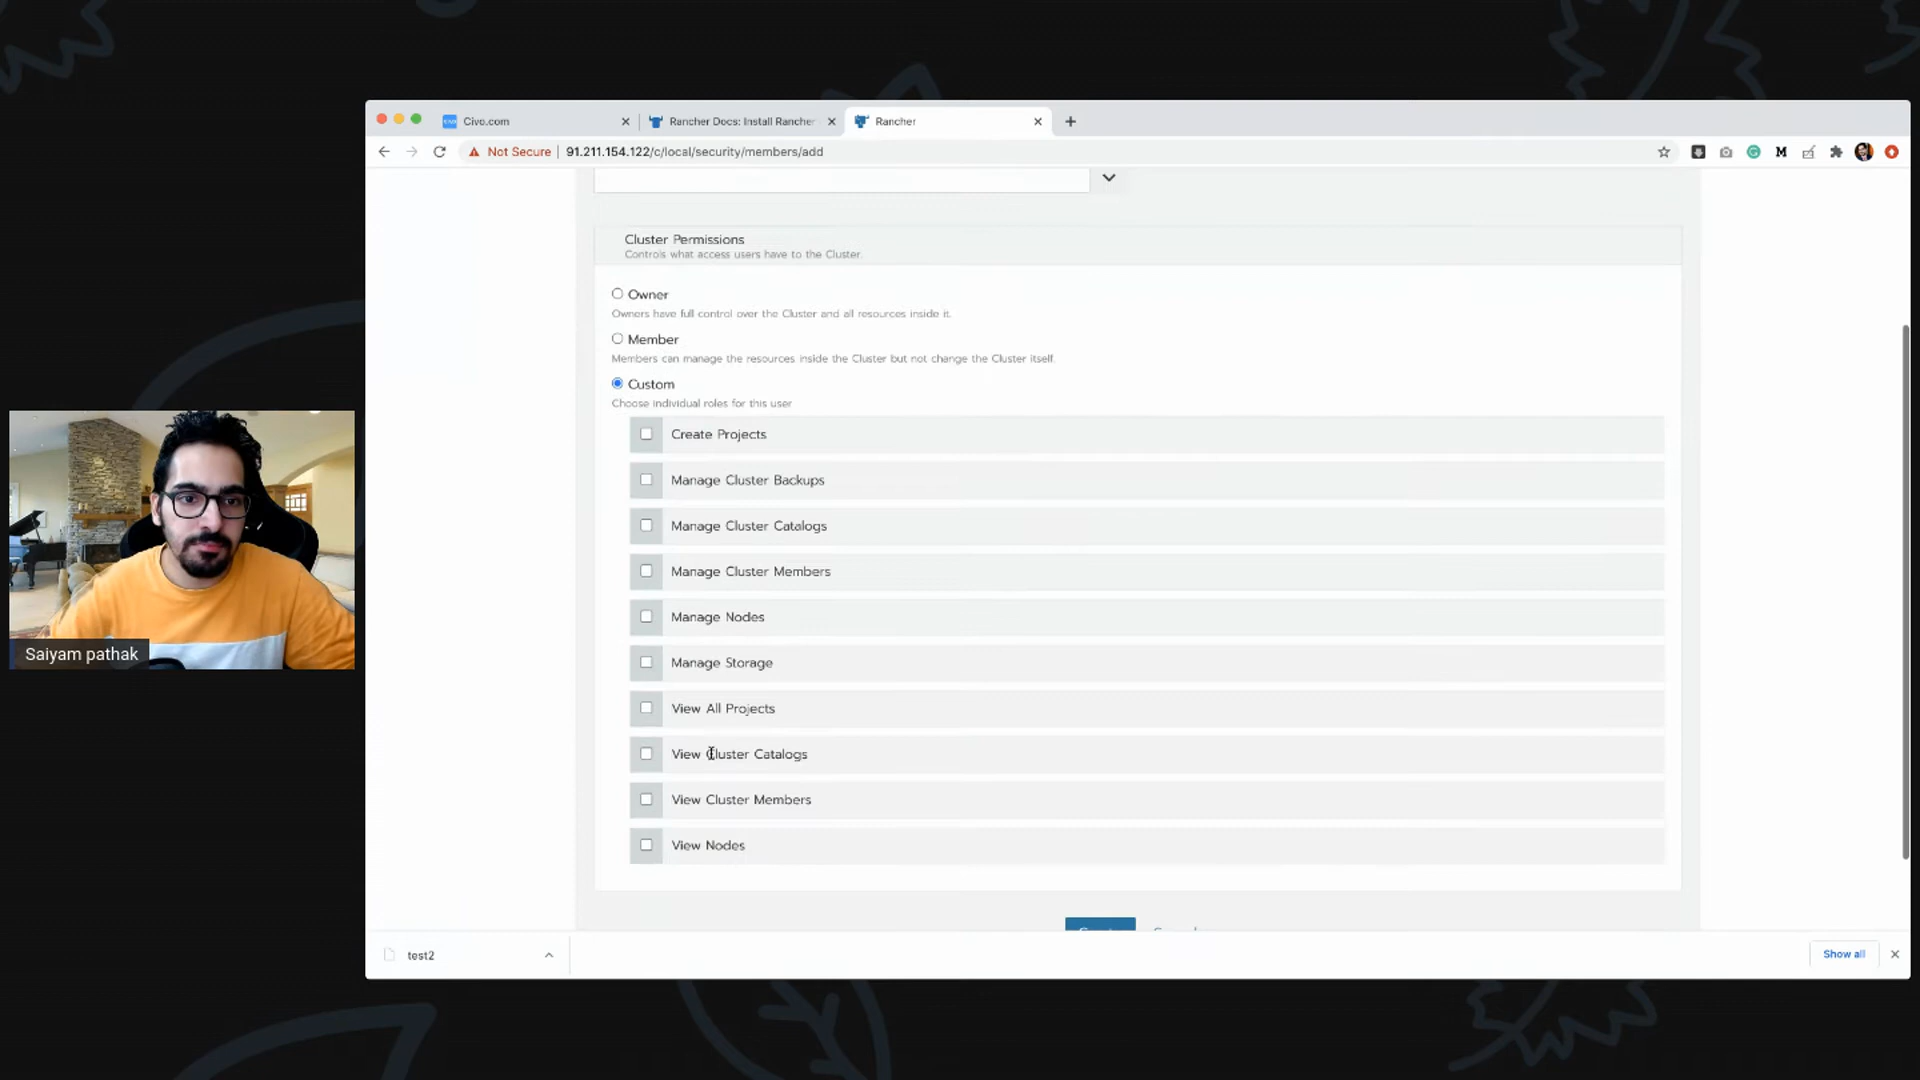 Civo.com
Rancher Docs: Install Rancher
Rancher
Not Secure
91.211.154.122/c/local/security/members/add
M
Cluster Permissions
Controls what access users have to the Cluster.
Owner
Owners have full control over the Cluster and all resources inside it.
Member
Members can manage the resources inside the Cluster but not change the Cluster itself.
Custom
Choose individual roles for this user
Create Projects
Manage Cluster Backups
Manage Cluster Catalogs
Manage Cluster Members
Manage Nodes
Manage Storage
View All Projects
View Cluster Catalogs
View Cluster Members
View Nodes
Saiyam pathak
test2
Show all